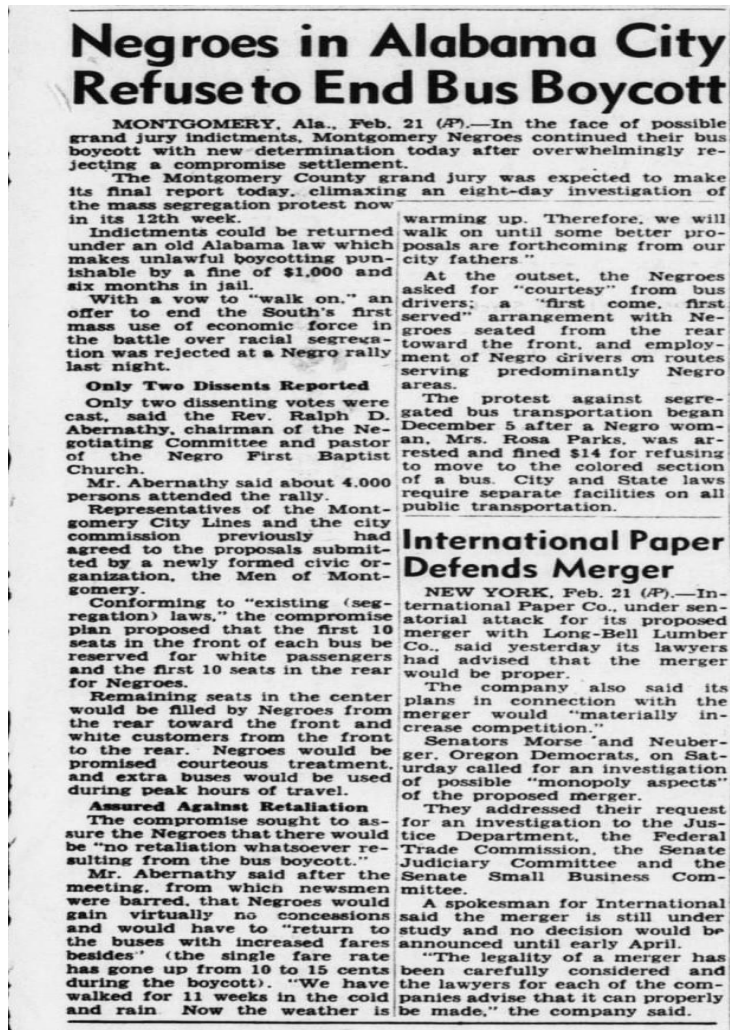 Negroes in Alabama City
Refuse to End Bus Boycott
MONTGOMERY, Ala., Feb. 21 (AP).—In the face of possible
grand jury indictments, Montgomery Negroes continued their bus
boycott with new determination today after overwhelmingly re-
jecting a compromise settlement.
The Montgomery County grand jury was expected to make
its final report today, climaxing an eight-day investigation of
the mass segregation protest now
in its 12th week.
Indictments could be returned
under an old Alabama law which
makes unlawful boycotting pun-
ishable by a fine of $1,000 and
six months in jail.
With a vow to "walk on," an
offer to end the South's first
mass use of economic force in
the battle over racial segrega-
tion was rejected at a Negro rally
last night.
Only Two Dissents Reported
Only two dissenting votes were
cast, said the Rev. Ralph D.
Abernathy, chairman of the Ne-
gotiating Committee and pastor
of the Negro First Baptist
Church.
Mr. Abernathy said about 4,000
persons attended the rally.
Representatives of the Mont-
gomery City Lines and the city
commission previously had
agreed to the proposals submit-
ted by a newly formed civic or-
ganization, the Men of Mont-
gomery.
Conforming to "existing (seg-
regation) laws," the compromise
plan proposed that the first 10
seats in the front of each bus be
reserved for white passengers
and the first 10 seats in the rear
for Negroes.
Remaining seats in the center
would be filled by Negroes from
the rear toward the front and
white customers from the front
to the rear. Negroes would be
promised courteous treatment,
and extra buses would be used
during peak hours of travel.
Assured Against Retaliation
The compromise sought to as-
sure the Negroes that there would
be "no retaliation whatsoever re-
sulting from the bus boycott."
Mr. Abernathy said after the
meeting, from which newsmen
were barred, that Negroes would
gain virtually no concessions
and would have to "return to
the buses with increased fares
besides" (the single fare rate
has gone up from 10 to 15 cents
during the boycott). "We have
walked for 11 weeks in the cold
and rain Now the weather is
warming up. Therefore, we will
walk on until some better pro-
posals are forthcoming from our
city fathers."
At the outset, the Negroes
asked for "courtesy" from bus
drivers; a "first come, first
served" arrangement with Ne-
groes seated from the rear
toward the front, and employ-
ment of Negro drivers on routes
serving predominantly Negro
areas.
The protest against segre-
gated bus transportation began
December 5 after a Negro wom-
an, Mrs. Rosa Parks, was ar-
rested and fined $14 for refusing
to move to the colored section
of a bus. City and State laws
require separate facilities on all
public transportation.
International Paper
Defends Merger
NEW YORK, Feb. 21 (AP).—In-
ternational Paper Co., under sen-
atorial attack for its proposed
merger with Long-Bell Lumber
Co., said yesterday its lawyers
had advised that the merger
would be proper.
The company also said its
plans in connection with the
merger would "materially in-
crease competition."
Senators Morse and Neuber-
ger, Oregon Democrats, on Sat-
urday called for an investigation
of possible "monopoly aspects"
of the proposed merger.
They addressed their request
for an investigation to the Jus-
tice Department, the Federal
Trade Commission, the Senate
Judiciary Committee and the
Senate Small Business Com-
mittee.
A spokesman for International
said the merger is still under
study and no decision would be
announced until early April.
"The legality of a merger has
been carefully considered and
the lawyers for each of the com-
panies advise that it can properly
be made," the company said.